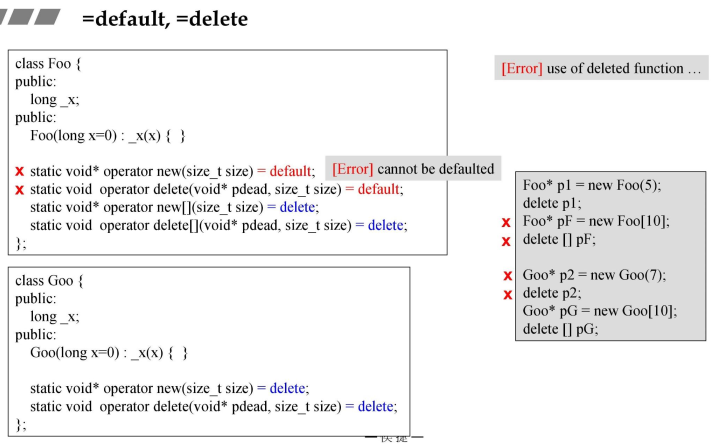 =default, =delete
class Foo {
public:
long _x;
public:
Foo(long x=0) : _x(x) { }
x static void* operator new(size_t size) = default; [Error] cannot be defaulted
x static void operator delete(void* pdead, size_t size) = default;
static void* operator new[](size_t size) = delete;
static void operator delete[](void* pdead, size_t size) = delete;
};
class Goo {
public:
long _x;
public:
Goo(long x=0) : _x(x) { }
static void* operator new(size_t size) = delete;
static void operator delete(void* pdead, size_t size) = delete;
};
[Error] use of deleted function …
Foo* p1 = new Foo(5);
delete p1;
x Foo* pF = new Foo[10];
x delete [] pF;
x Goo* p2 = new Goo(7);
x delete p2;
Goo* pG = new Goo[10];
delete [] pG;